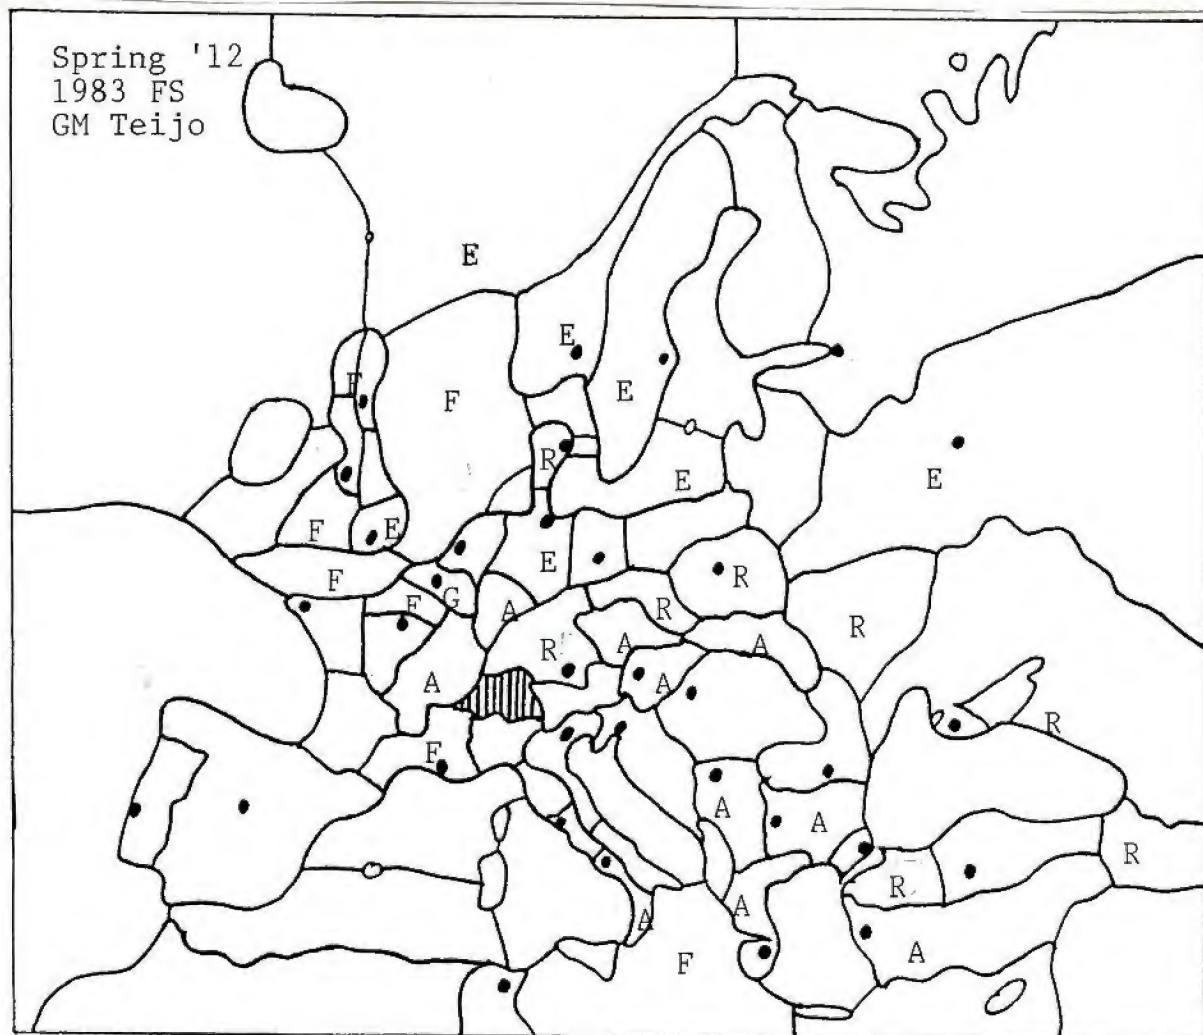 Spring '12
1983 FS
GM Teijo
E
E
F E
F
R
E E
F E
E
F R
F G A R
R
R A A
A A
R
F
A A
R
R
A A
F A